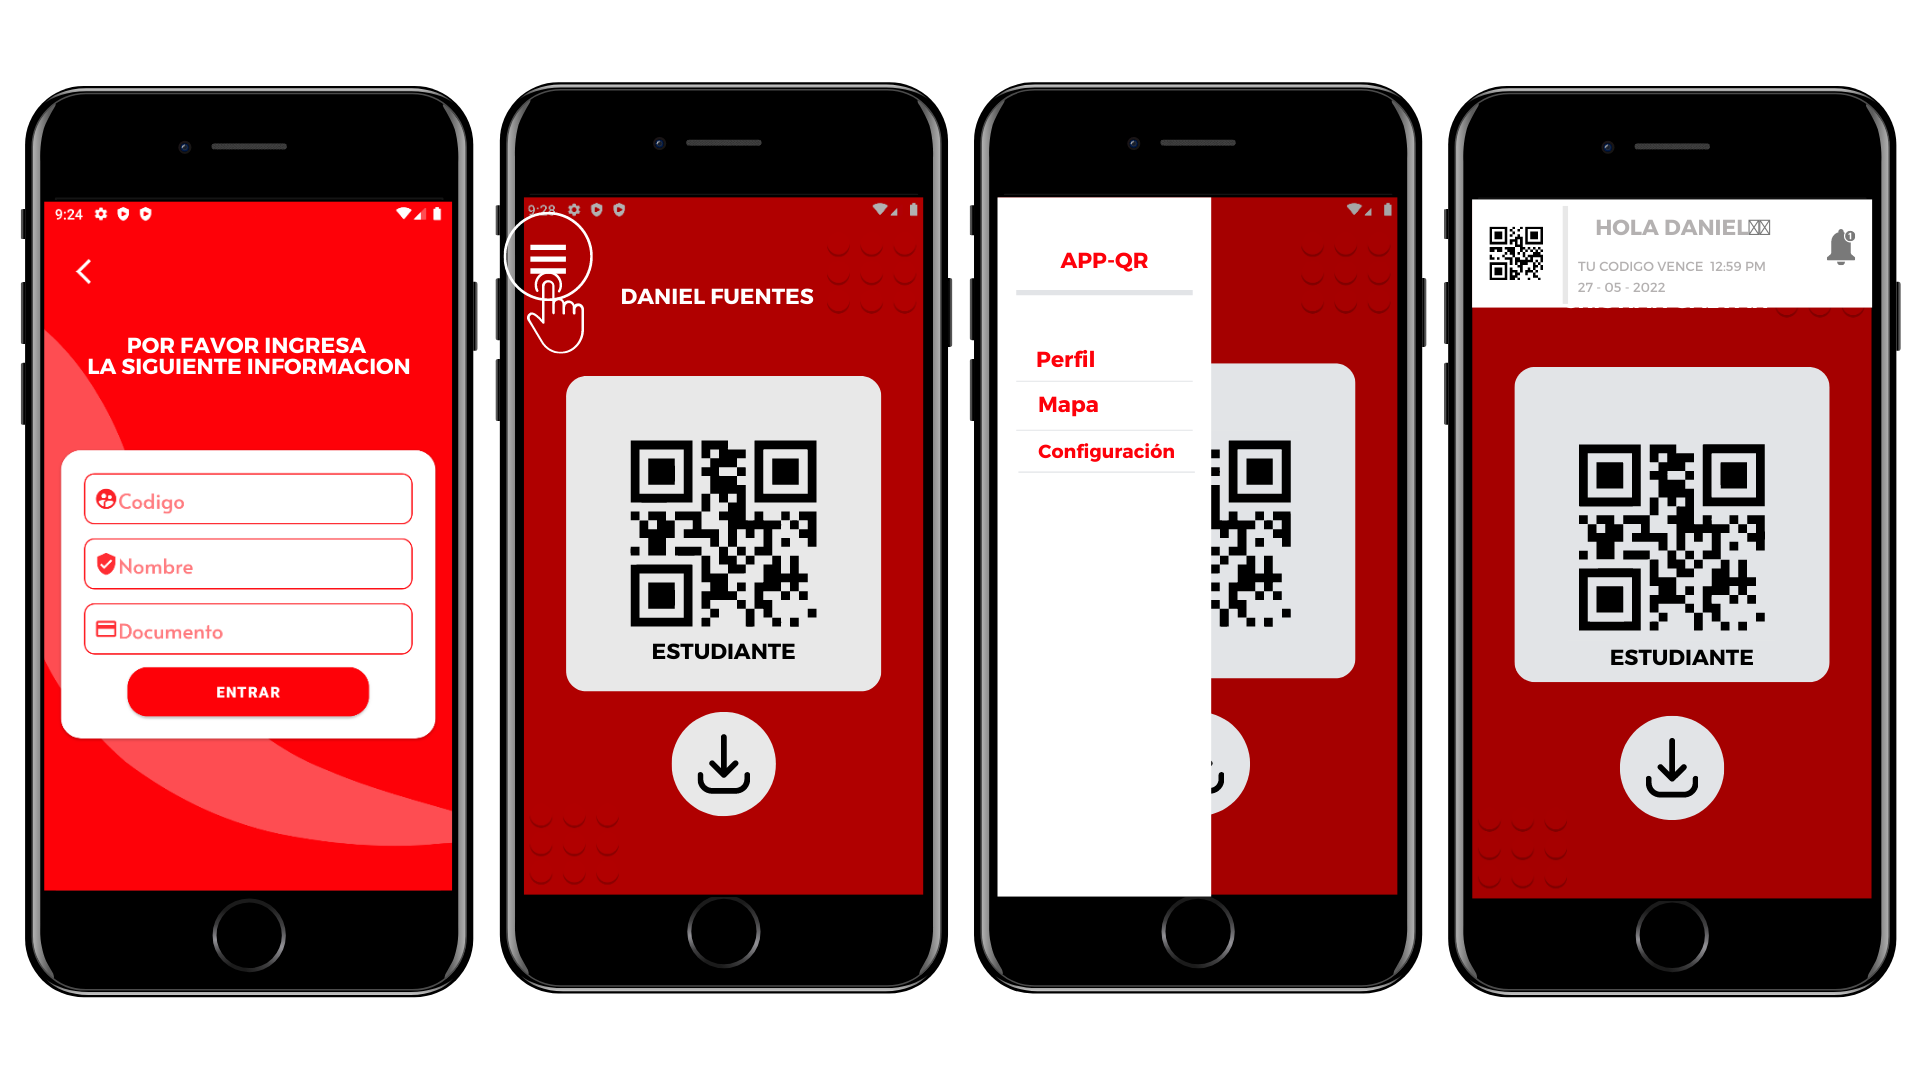 9:24
POR FAVOR INGRESA
LA SIGUIENTE INFORMACION
Codigo
Nombre
Documento
ENTRAR
9:28
DANIEL FUENTES
ESTUDIANTE
APP-QR
Perfil
Mapa
Configuración
HOLA DANIEL
TU CODIGO VENCE 12:59 PM
27 - 05 - 2022
1
ESTUDIANTE